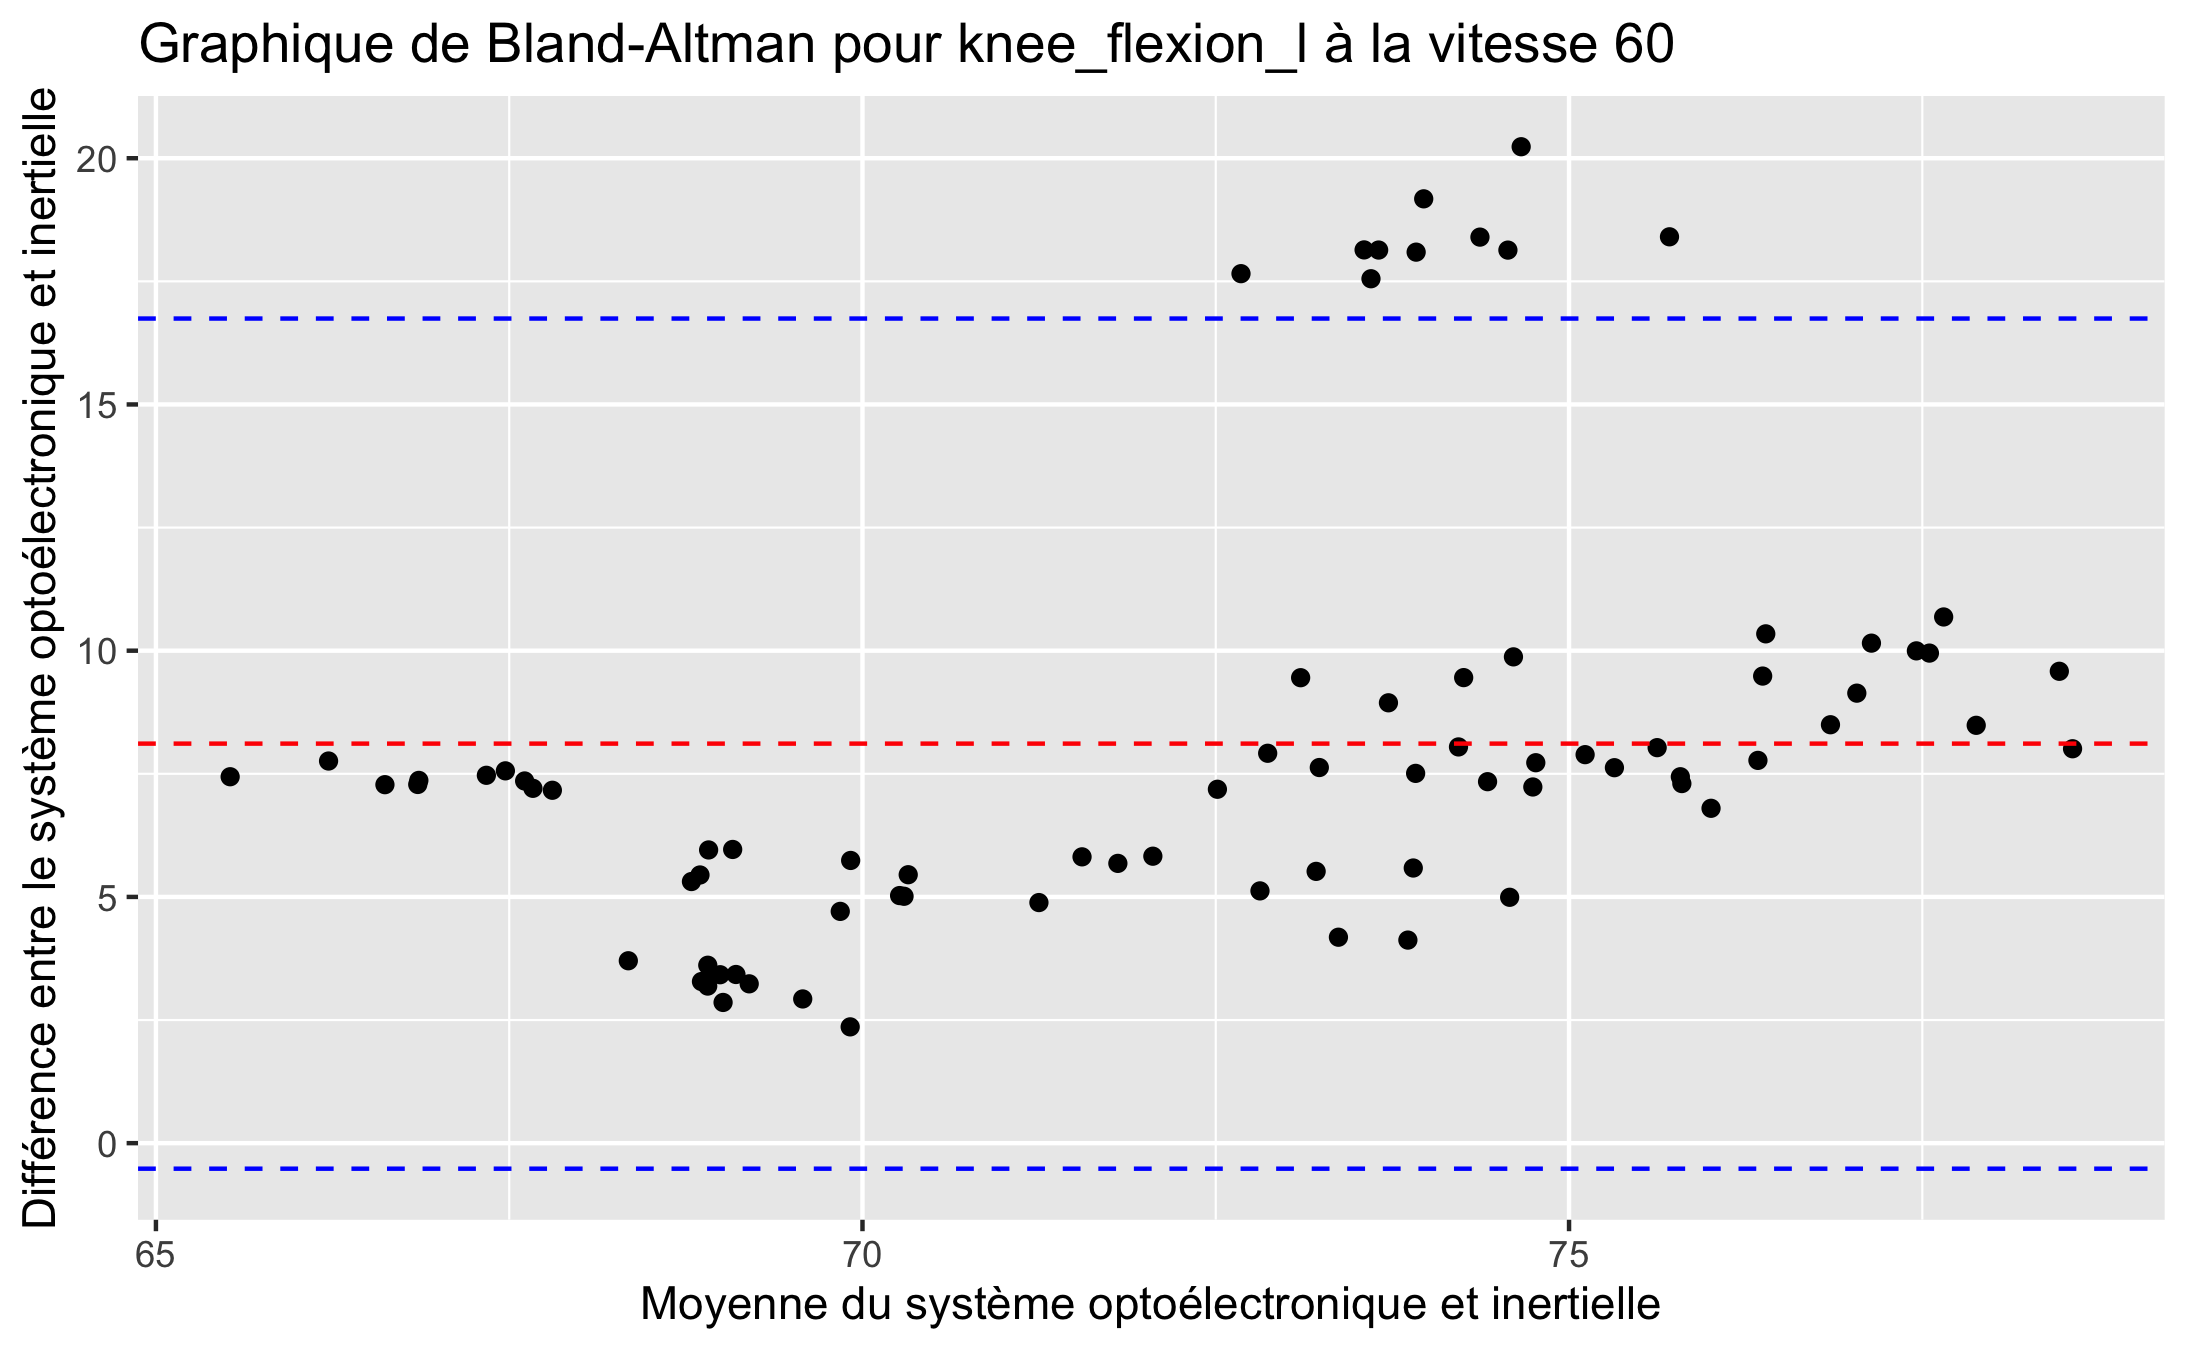 Graphique de Bland-Altman pour knee_flexion_l à la vitesse 60
Différence entre le système optoélectronique et inertielle
20
15
10
5
0
65
70
75
Moyenne du système optoélectronique et inertielle